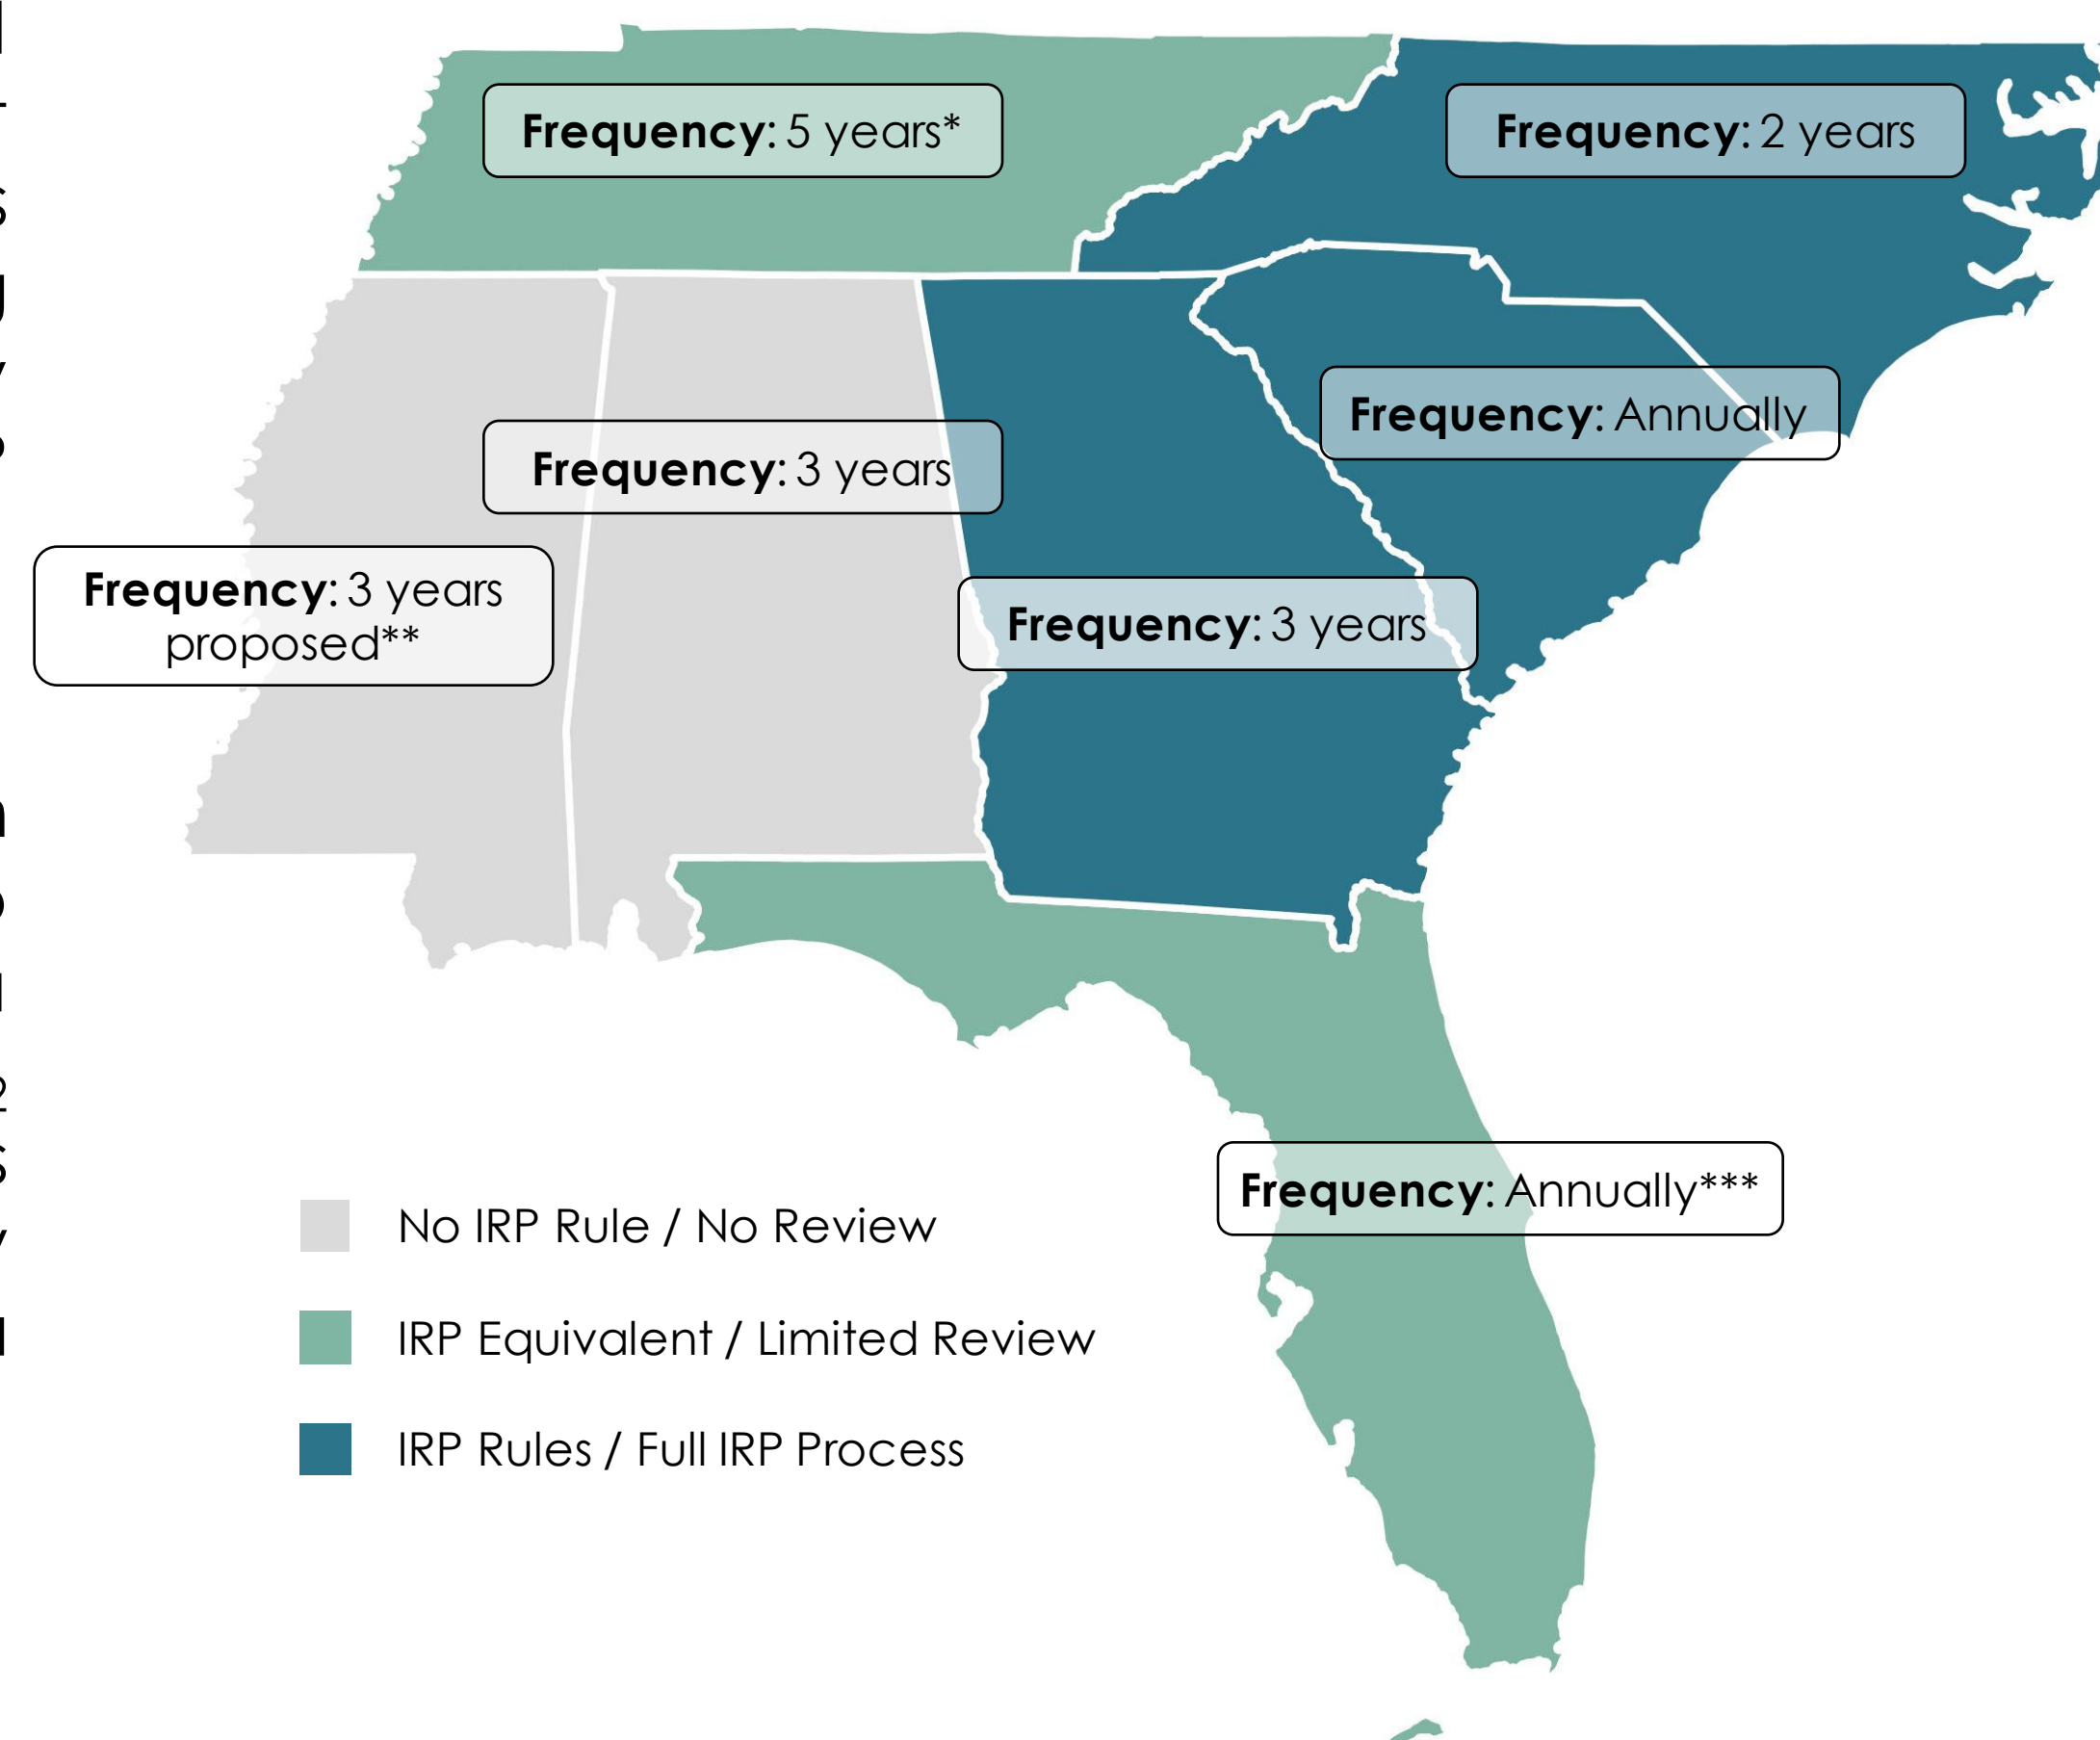 Frequency: 5 years*
Frequency: 2 years
Frequency: Annually
Frequency: 3 years
Frequency: 3 years
proposed**
Frequency: 3 years
Frequency: Annually***
No IRP Rule / No Review
IRP Equivalent / Limited Review
IRP Rules / Full IRP Process